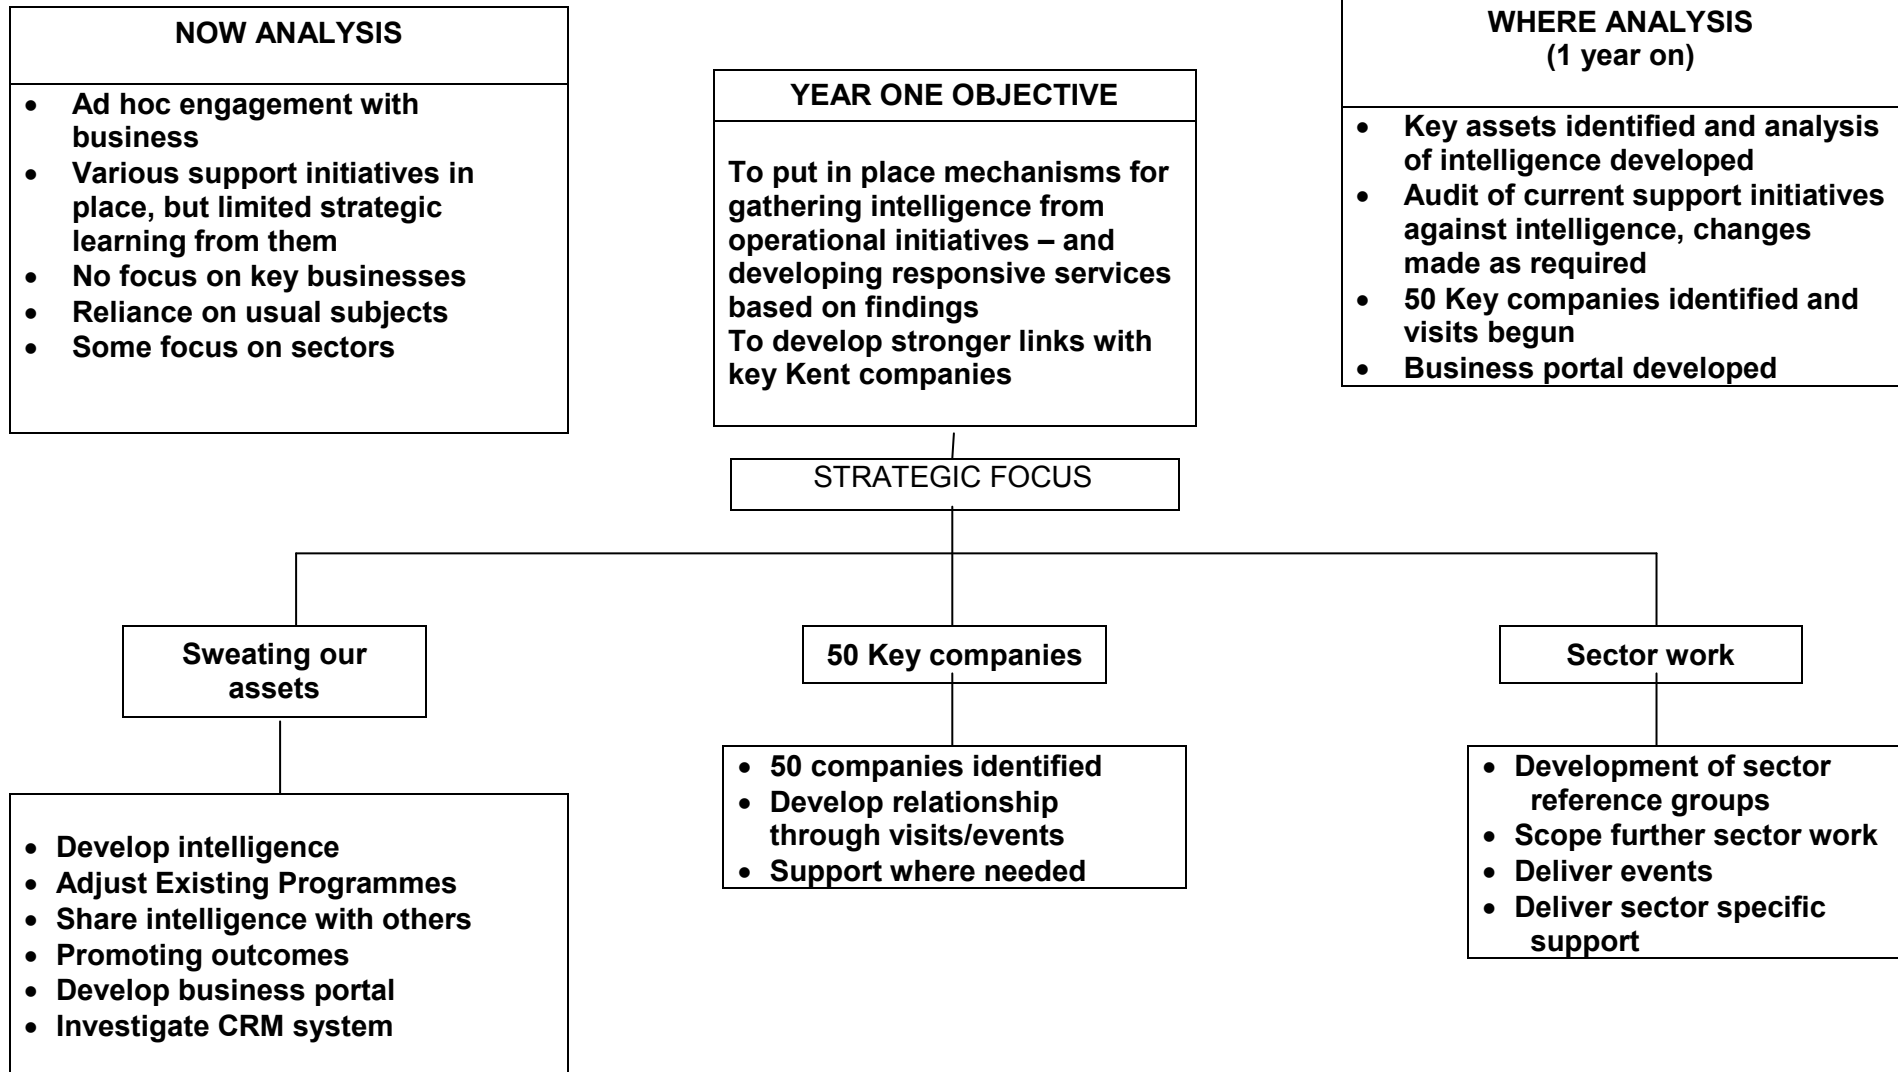 NOW ANALYSIS
• Ad hoc engagement with
business
• Various support initiatives in
place, but limited strategic
learning from them
• No focus on key businesses
• Reliance on usual subjects
• Some focus on sectors
YEAR ONE OBJECTIVE
To put in place mechanisms for
gathering intelligence from
operational initiatives – and
developing responsive services
based on findings
To develop stronger links with
key Kent companies
WHERE ANALYSIS
(1 year on)
• Key assets identified and analysis
of intelligence developed
• Audit of current support initiatives
against intelligence, changes
made as required
• 50 Key companies identified and
visits begun
• Business portal developed
STRATEGIC FOCUS
Sweating our
assets
• Develop intelligence
• Adjust Existing Programmes
• Share intelligence with others
• Promoting outcomes
• Develop business portal
• Investigate CRM system
50 Key companies
• 50 companies identified
• Develop relationship
through visits/events
• Support where needed
Sector work
• Development of sector
reference groups
• Scope further sector work
• Deliver events
• Deliver sector specific
support